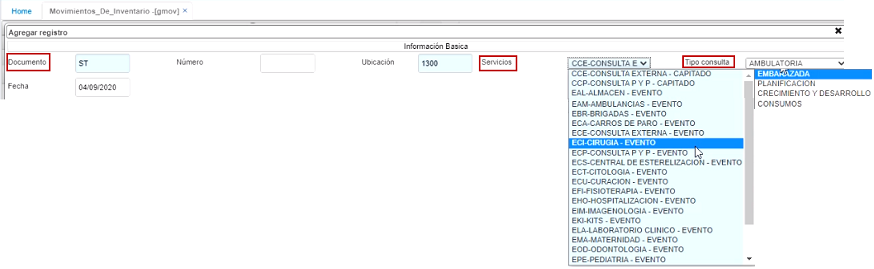 Home Movimientos_De_Inventario -[gmov] ×
Agregar registro ×
Información Basica
Documento ST Número Ubicación 1300 Servicios CCE-CONSULTA E Tipo consulta AMBULATORIA
Fecha 04/09/2020
CCE-CONSULTA EXTERNA - CAPITADO
CCP-CONSULTA P Y P - CAPITADO
EAL-ALMACEN - EVENTO
EAM-AMBULANCIAS - EVENTO
EBR-BRIGADAS - EVENTO
ECA-CARROS DE PARO - EVENTO
ECE-CONSULTA EXTERNA - EVENTO
ECI-CIRUGIA - EVENTO
ECP-CONSULTA P Y P - EVENTO
ECS-CENTRAL DE ESTERELIZACION - EVENTO
ECT-CITOLOGIA - EVENTO
ECU-CURACION - EVENTO
EFI-FISIOTERAPIA - EVENTO
EHO-HOSPITALIZACION - EVENTO
EIM-IMAGENOLOGIA - EVENTO
EKI-KITS - EVENTO
ELA-LABORATORIO CLINICO - EVENTO
EMA-MATERNIDAD - EVENTO
EOD-ODONTOLOGIA - EVENTO
EPE-PEDIATRIA - EVENTO
EMBARAZADA
PLANIFICACION
CRECIMIENTO Y DESARROLLO
CONSUMOS